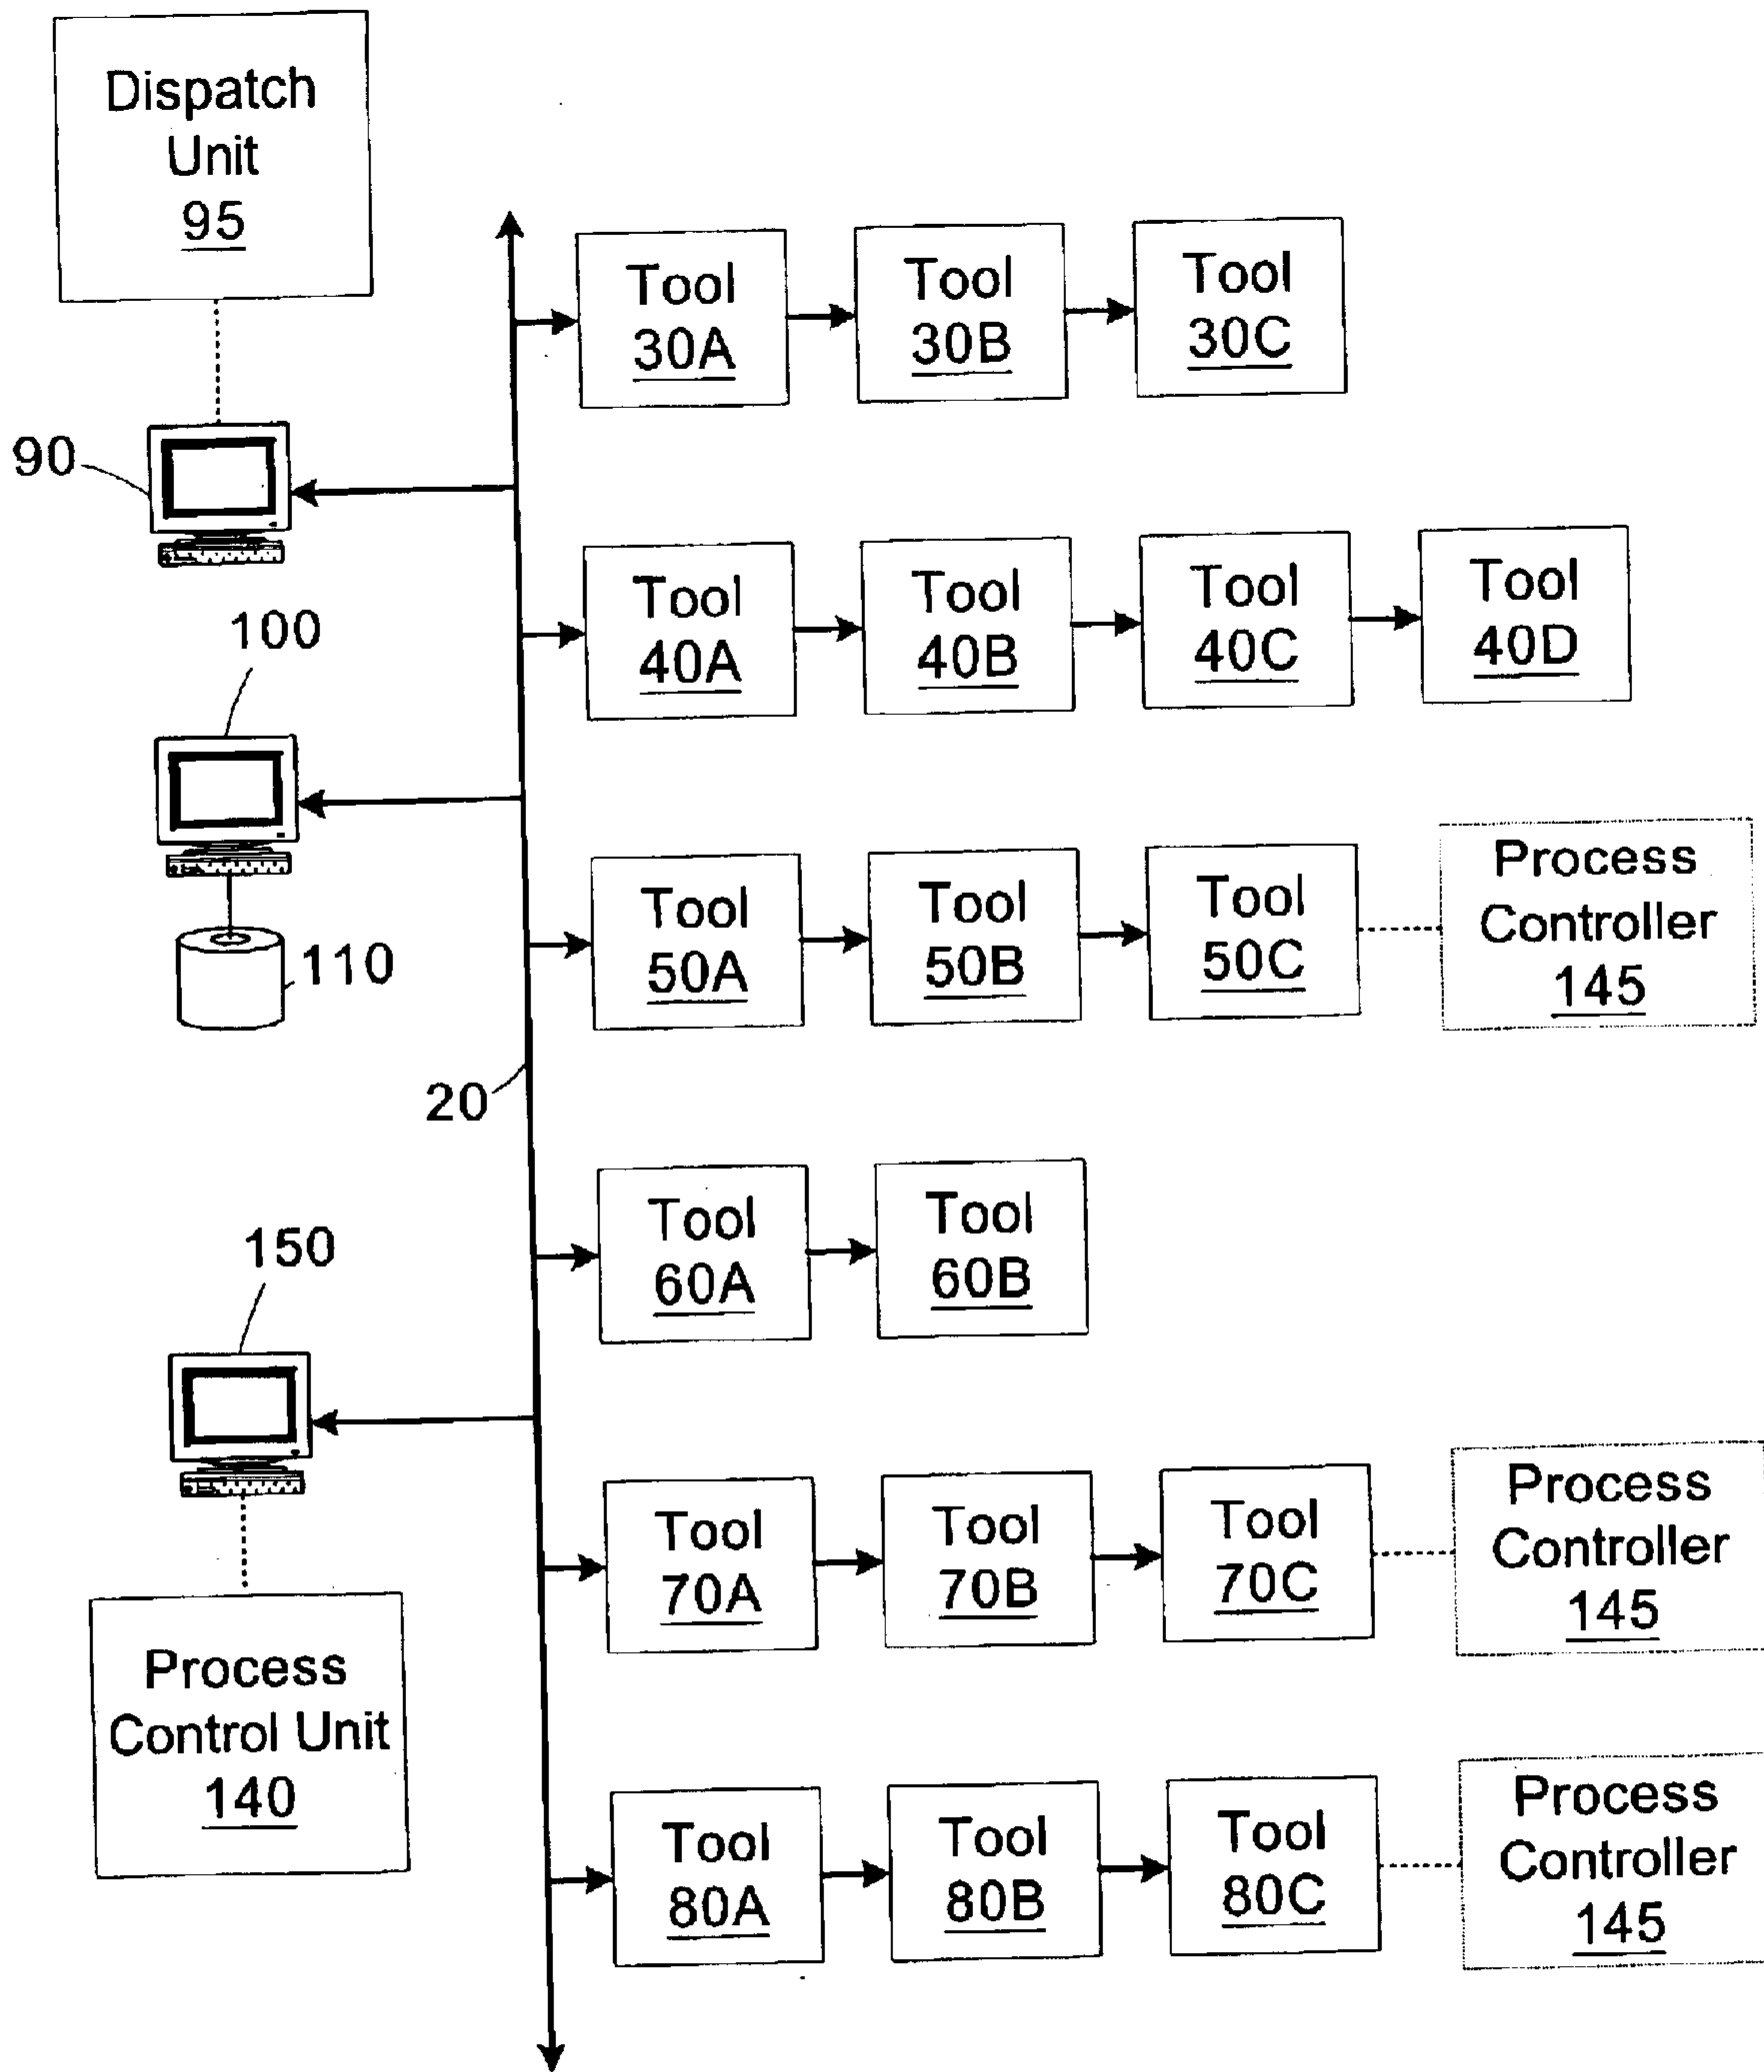 Dispatch
Unit
95
90
100
110
20
150
Process
Control Unit
140
Tool
30A
Tool
30B
Tool
30C
Tool
40A
Tool
40B
Tool
40C
Tool
40D
Tool
50A
Tool
50B
Tool
50C
Process
Controller
145
Tool
60A
Tool
60B
Tool
70A
Tool
70B
Tool
70C
Process
Controller
145
Tool
80A
Tool
80B
Tool
80C
Process
Controller
145